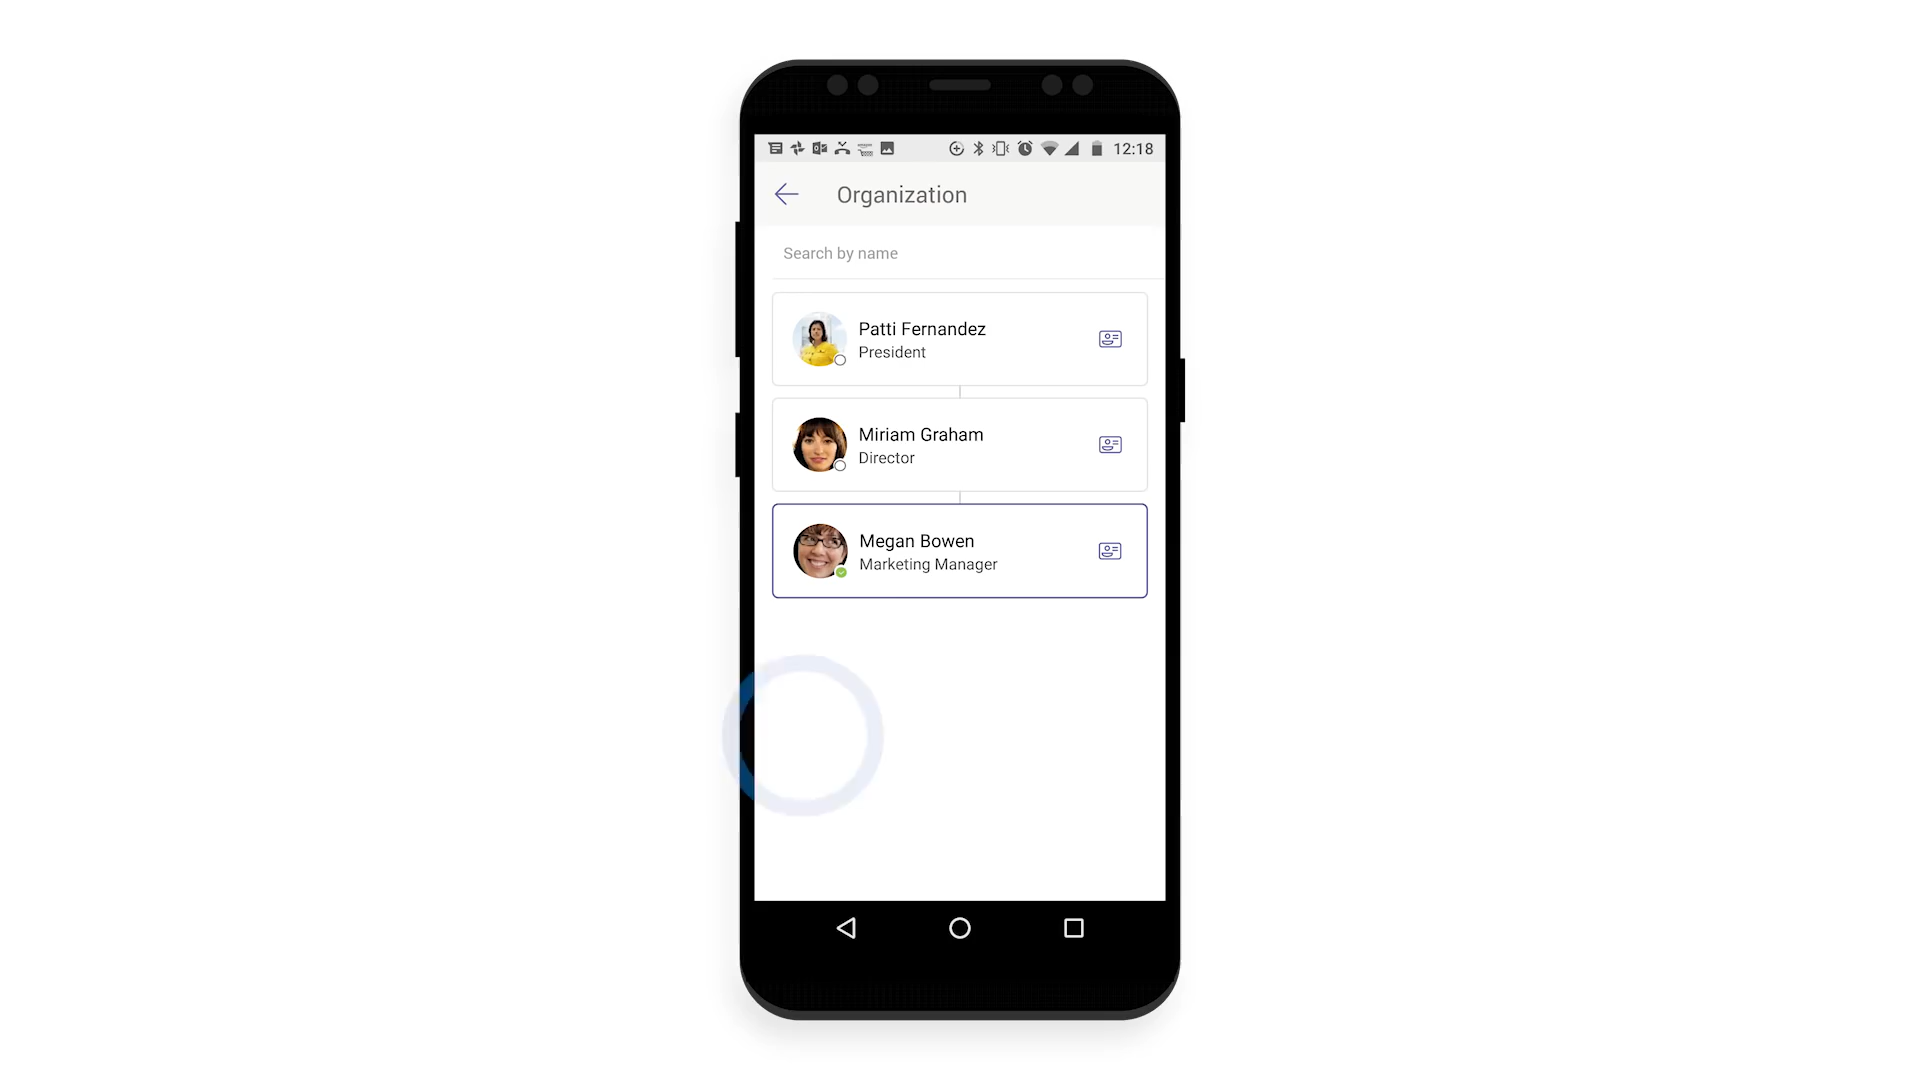 12:18
Organization
Search by name
Patti Fernandez
President
Miriam Graham
Director
Megan Bowen
Marketing Manager